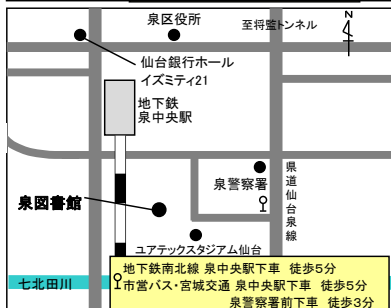 泉区役所
至将監トンネル
N
仙台銀行ホール
イズミティ21
地下鉄
泉中央駅
泉警察署
県道仙台泉線
泉図書館
ユアテックスタジアム仙台
七北田川
地下鉄南北線 泉中央駅下車 徒歩5分
市営バス・宮城交通 泉中央駅下車 徒歩5分
泉警察署前下車 徒歩3分